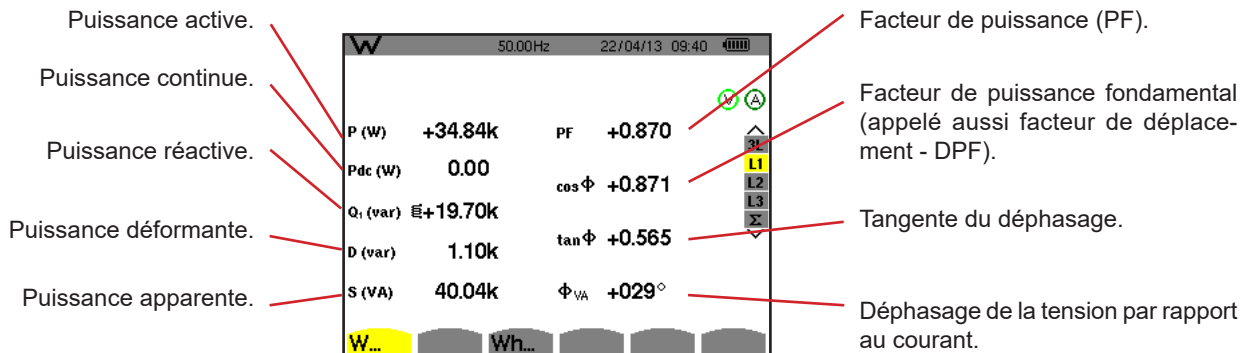 Puissance active.
Puissance continue.
Puissance réactive.
Puissance déformante.
Puissance apparente.
W 50.00Hz 22/04/13 09:40
V A
P (W) +34.84k PF +0.870
Pdc (W) 0.00 cos Φ +0.871
Q₁ (var) +19.70k tan Φ +0.565
D (var) 1.10k
S (VA) 40.04k Φ VA +029°
3L
L1
L2
L3
Σ
W... Wh...
Facteur de puissance (PF).
Facteur de puissance fondamental
(appelé aussi facteur de déplace-
ment - DPF).
Tangente du déphasage.
Déphasage de la tension par rapport
au courant.